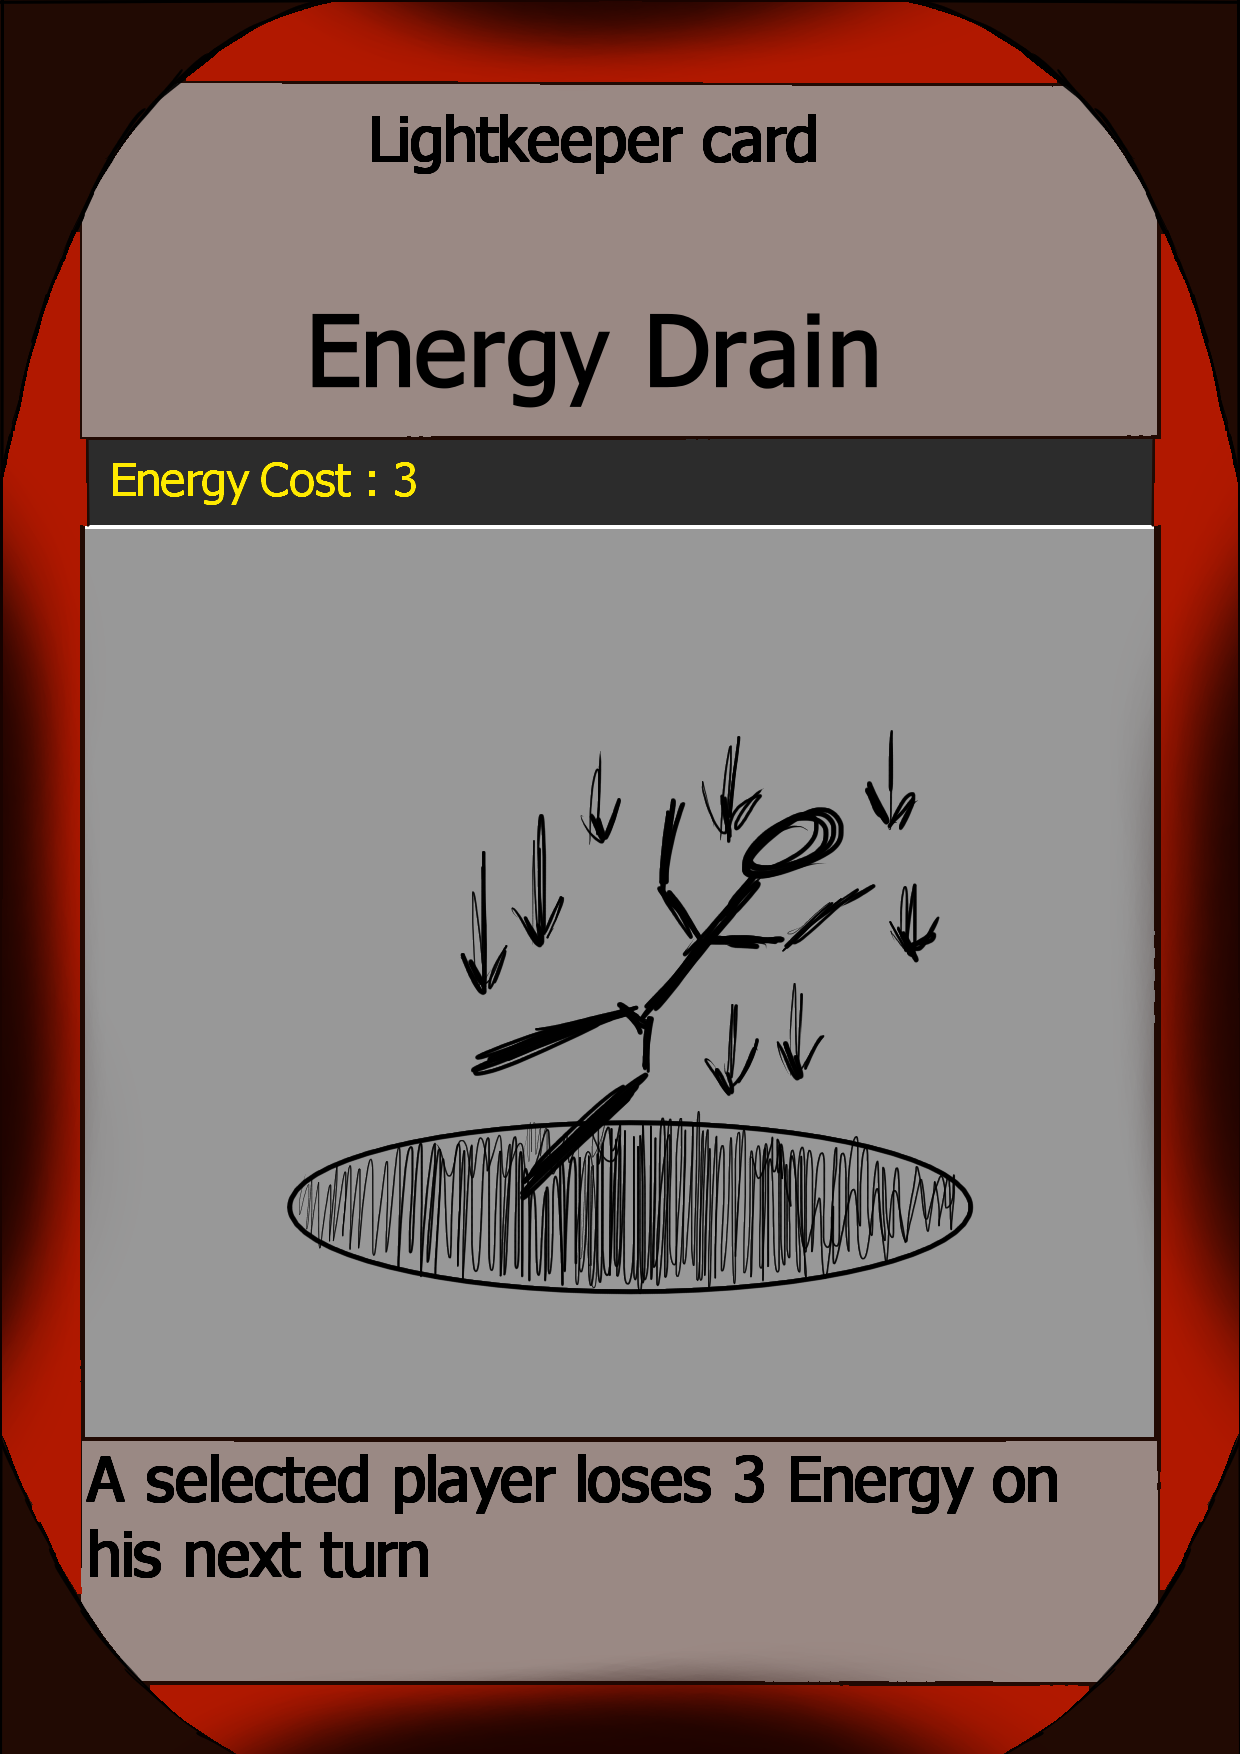 Lightkeeper card
Energy Drain
Energy Cost : 3
A selected player loses 3 Energy on
his next turn